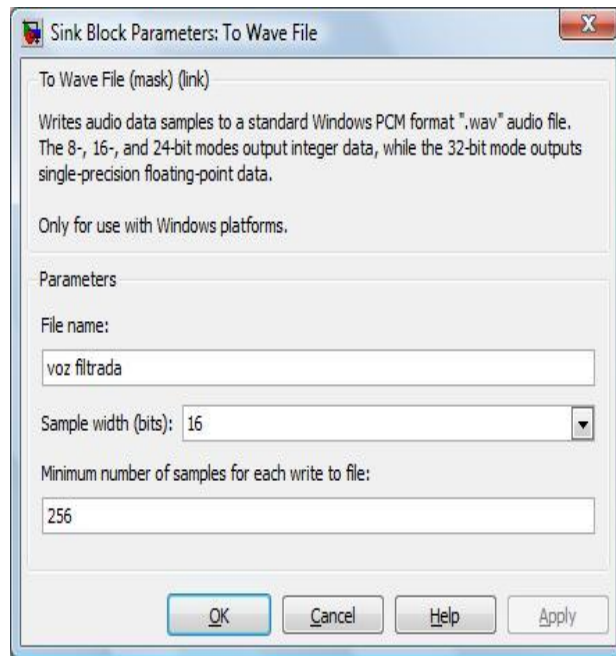 Sink Block Parameters: To Wave File
To Wave File (mask) (link)
Writes audio data samples to a standard Windows PCM format ".wav" audio file.
The 8-, 16-, and 24-bit modes output integer data, while the 32-bit mode outputs
single-precision floating-point data.
Only for use with Windows platforms.
Parameters
File name:
voz filtrada
Sample width (bits): 16
Minimum number of samples for each write to file:
256
OK Cancel Help Apply